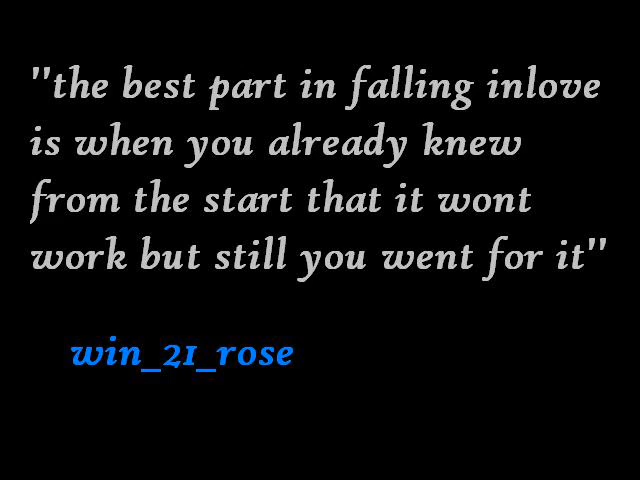 "the best part in falling inlove
is when you already knew
from the start that it wont
work but still you went for it"
win_21_rose